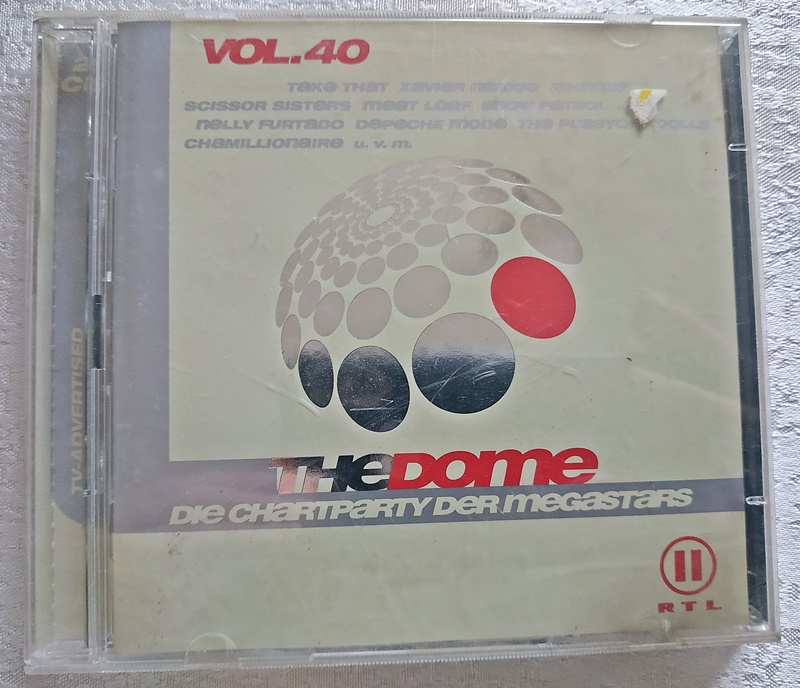 VOL.40
TAKE THAT XAVIER NAIDOO
SCISSOR SISTERS MEAT LOAF SNOW PATROL
NELLY FURTADO DEPECHE MODE THE PUSSYCAT DOLLS
CHAMILLIONAIRE u. v. m.
THE DOME
DIE CHARTPARTY DER MEGASTARS
II
RTL
TV-ADVERTISED